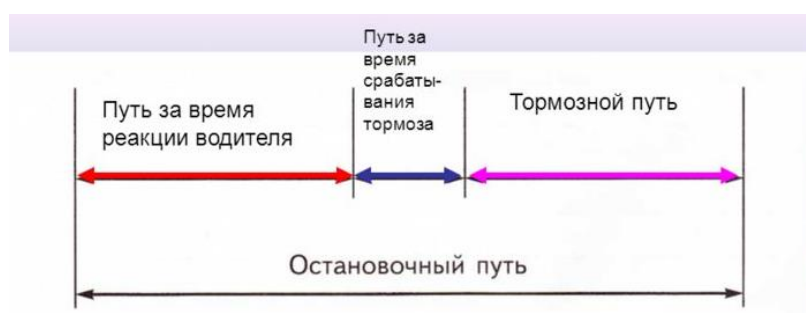 Путь за
время
срабаты-
вания
тормоза
Путь за время
реакции водителя
Тормозной путь
Остановочный путь